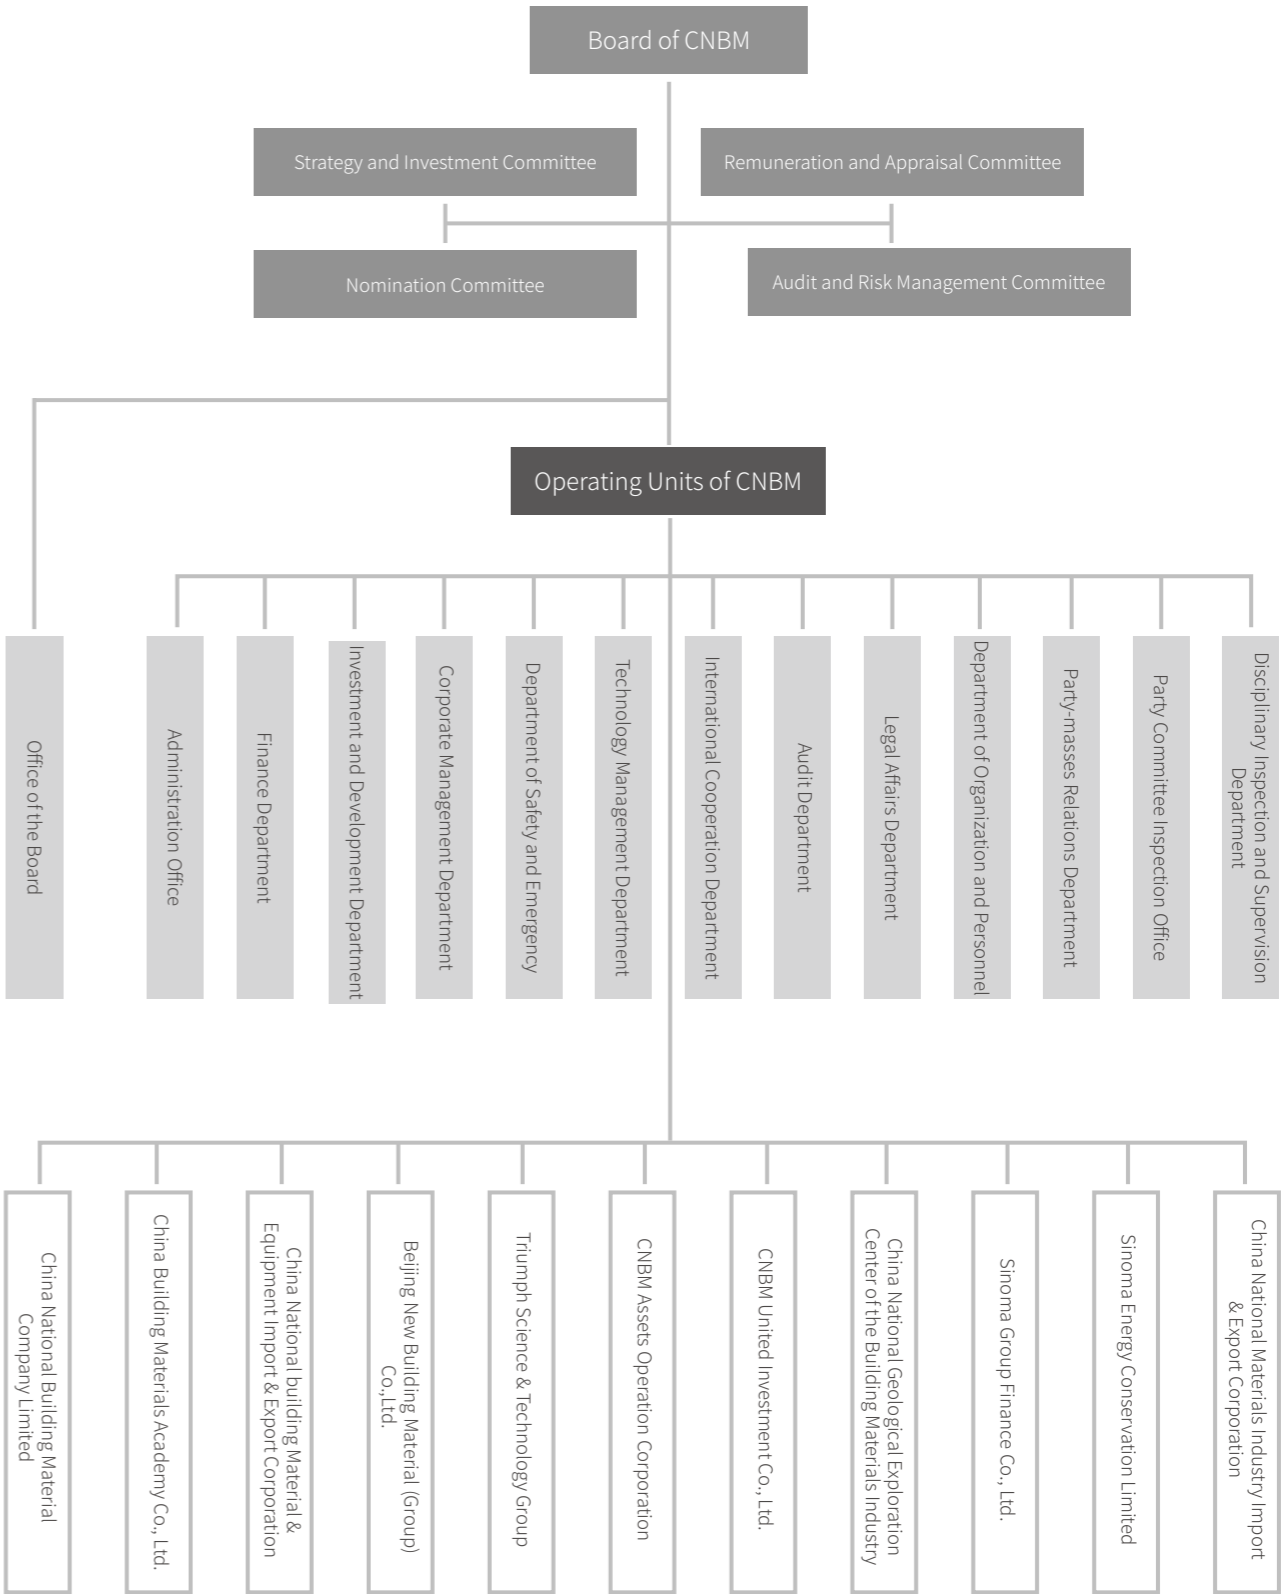 Board of CNBM
Strategy and Investment Committee
Remuneration and Appraisal Committee
Nomination Committee
Audit and Risk Management Committee
Operating Units of CNBM
Office of the Board
Administration Office
Finance Department
Investment and Development Department
Corporate Management Department
Department of Safety and Emergency
Technology Management Department
International Cooperation Department
Audit Department
Legal Affairs Department
Department of Organization and Personnel
Party-masses Relations Department
Party Committee Inspection Office
Disciplinary Inspection and Supervision
Department
China National Building Material
Company Limited
China Building Materials Academy Co., Ltd.
China National building Material &
Equipment Import & Export Corporation
Beijing New Building Material (Group)
Co.,Ltd.
Triumph Science & Technology Group
CNBM Assets Operation Corporation
CNBM United Investment Co., Ltd.
China National Geological Exploration
Center of the Building Materials Industry
Sinoma Group Finance Co., Ltd.
Sinoma Energy Conservation Limited
China National Materials Industry Import
& Export Corporation